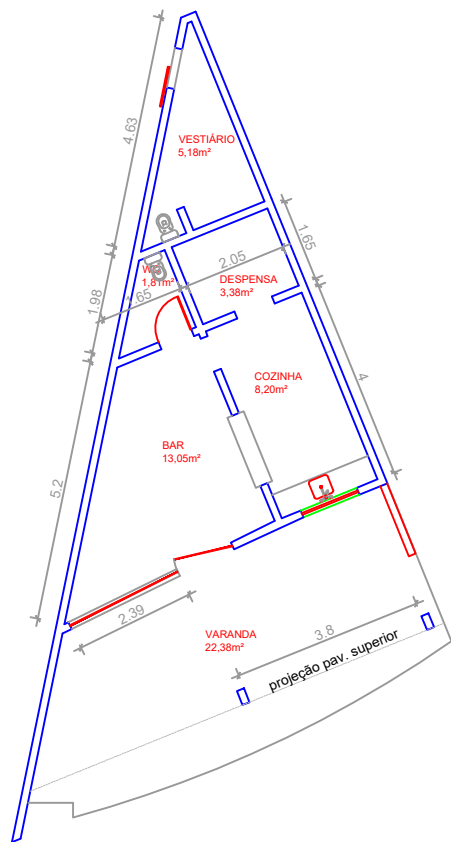 4.63
VESTIÁRIO
5,18m²
1.65
2.05
1,81m²
DESPENSA
3,38m²
1.65
1.98
COZINHA
8,20m²
4
BAR
13,05m²
5.2
2.39
VARANDA
22,38m²
3.8
projeção pav. superior